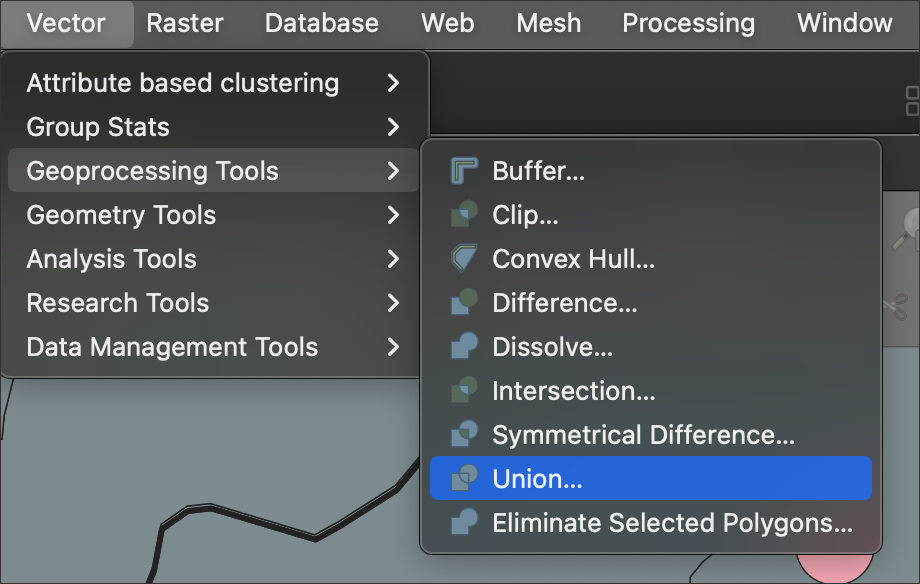 Vector Raster Database Web Mesh Processing Window
Attribute based clustering
Group Stats
Geoprocessing Tools
Geometry Tools
Analysis Tools
Research Tools
Data Management Tools
Buffer...
Clip...
Convex Hull...
Difference...
Dissolve...
Intersection...
Symmetrical Difference...
Union...
Eliminate Selected Polygons...